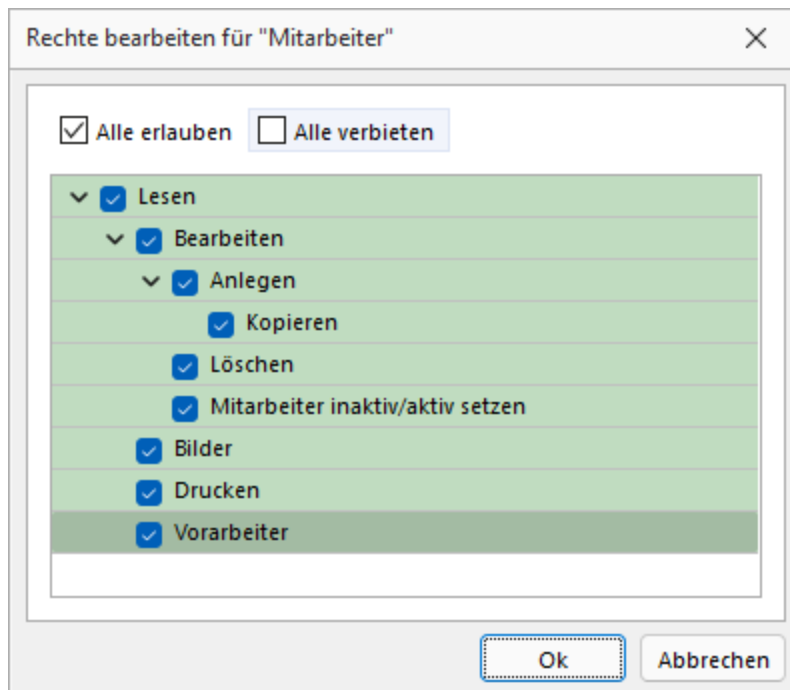 Rechte bearbeiten für "Mitarbeiter"
Alle erlauben Alle verbieten
Lesen
Bearbeiten
Anlegen
Kopieren
Löschen
Mitarbeiter inaktiv/aktiv setzen
Bilder
Drucken
Vorarbeiter
Ok Abbrechen